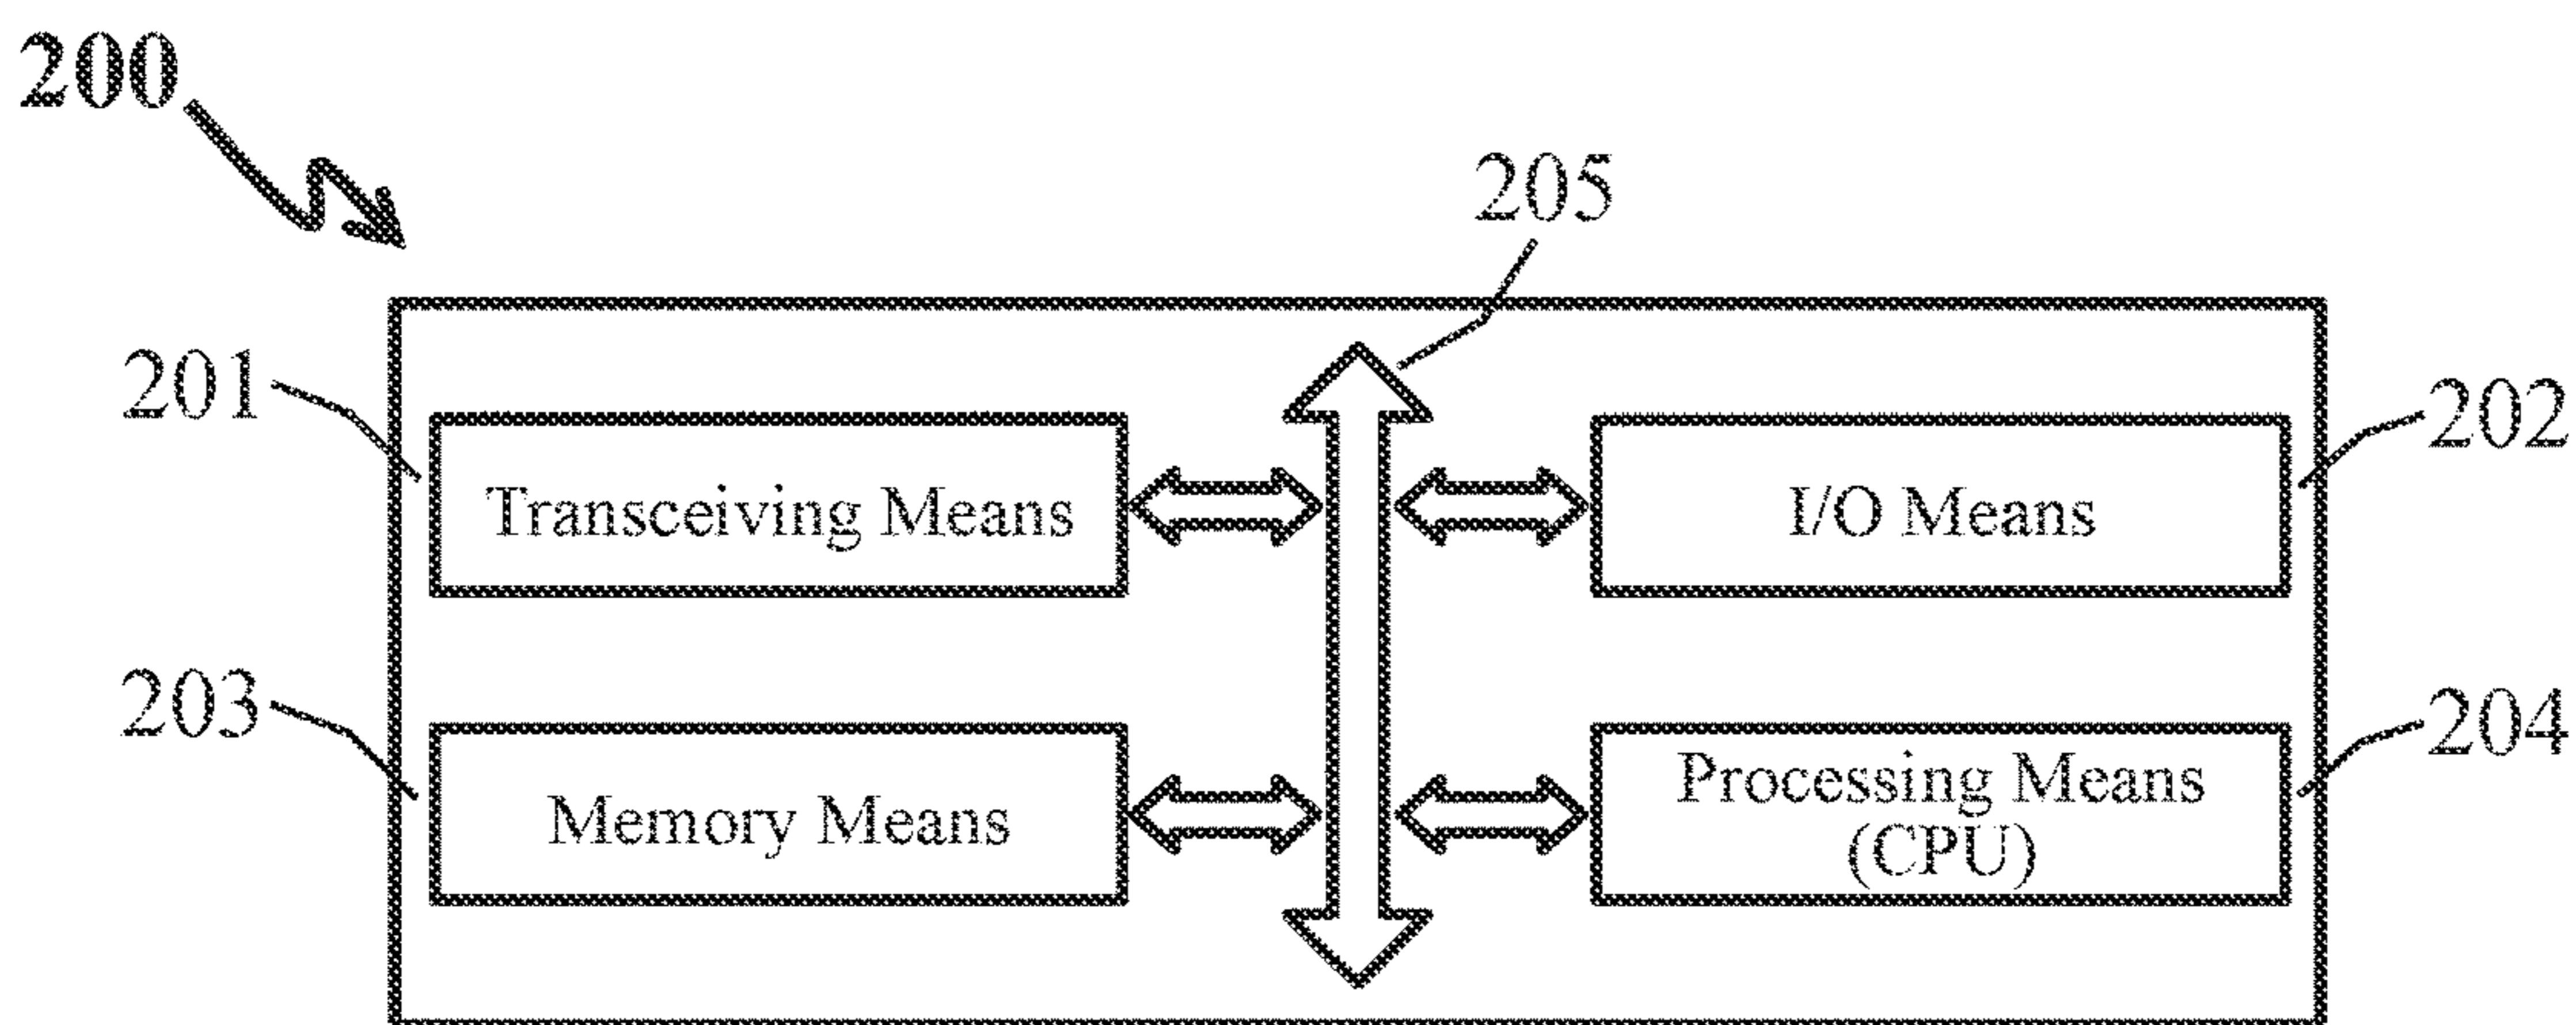 200
205
201
Transceiving Means
I/O Means
202
203
Memory Means
Processing Means
(CPU)
204